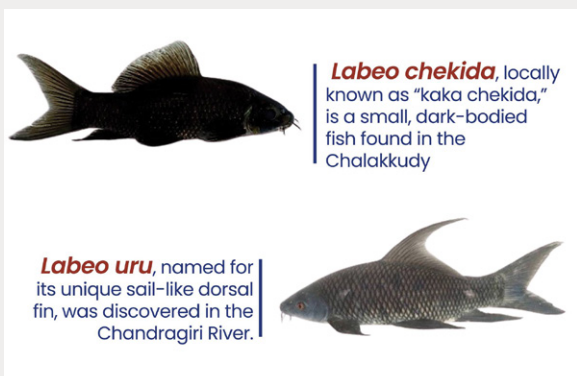 Labeo chekida, locally
known as “kaka chekida,”
is a small, dark-bodied
fish found in the
Chalakkudy
Labeo uru, named for
its unique sail-like dorsal
fin, was discovered in the
Chandragiri River.